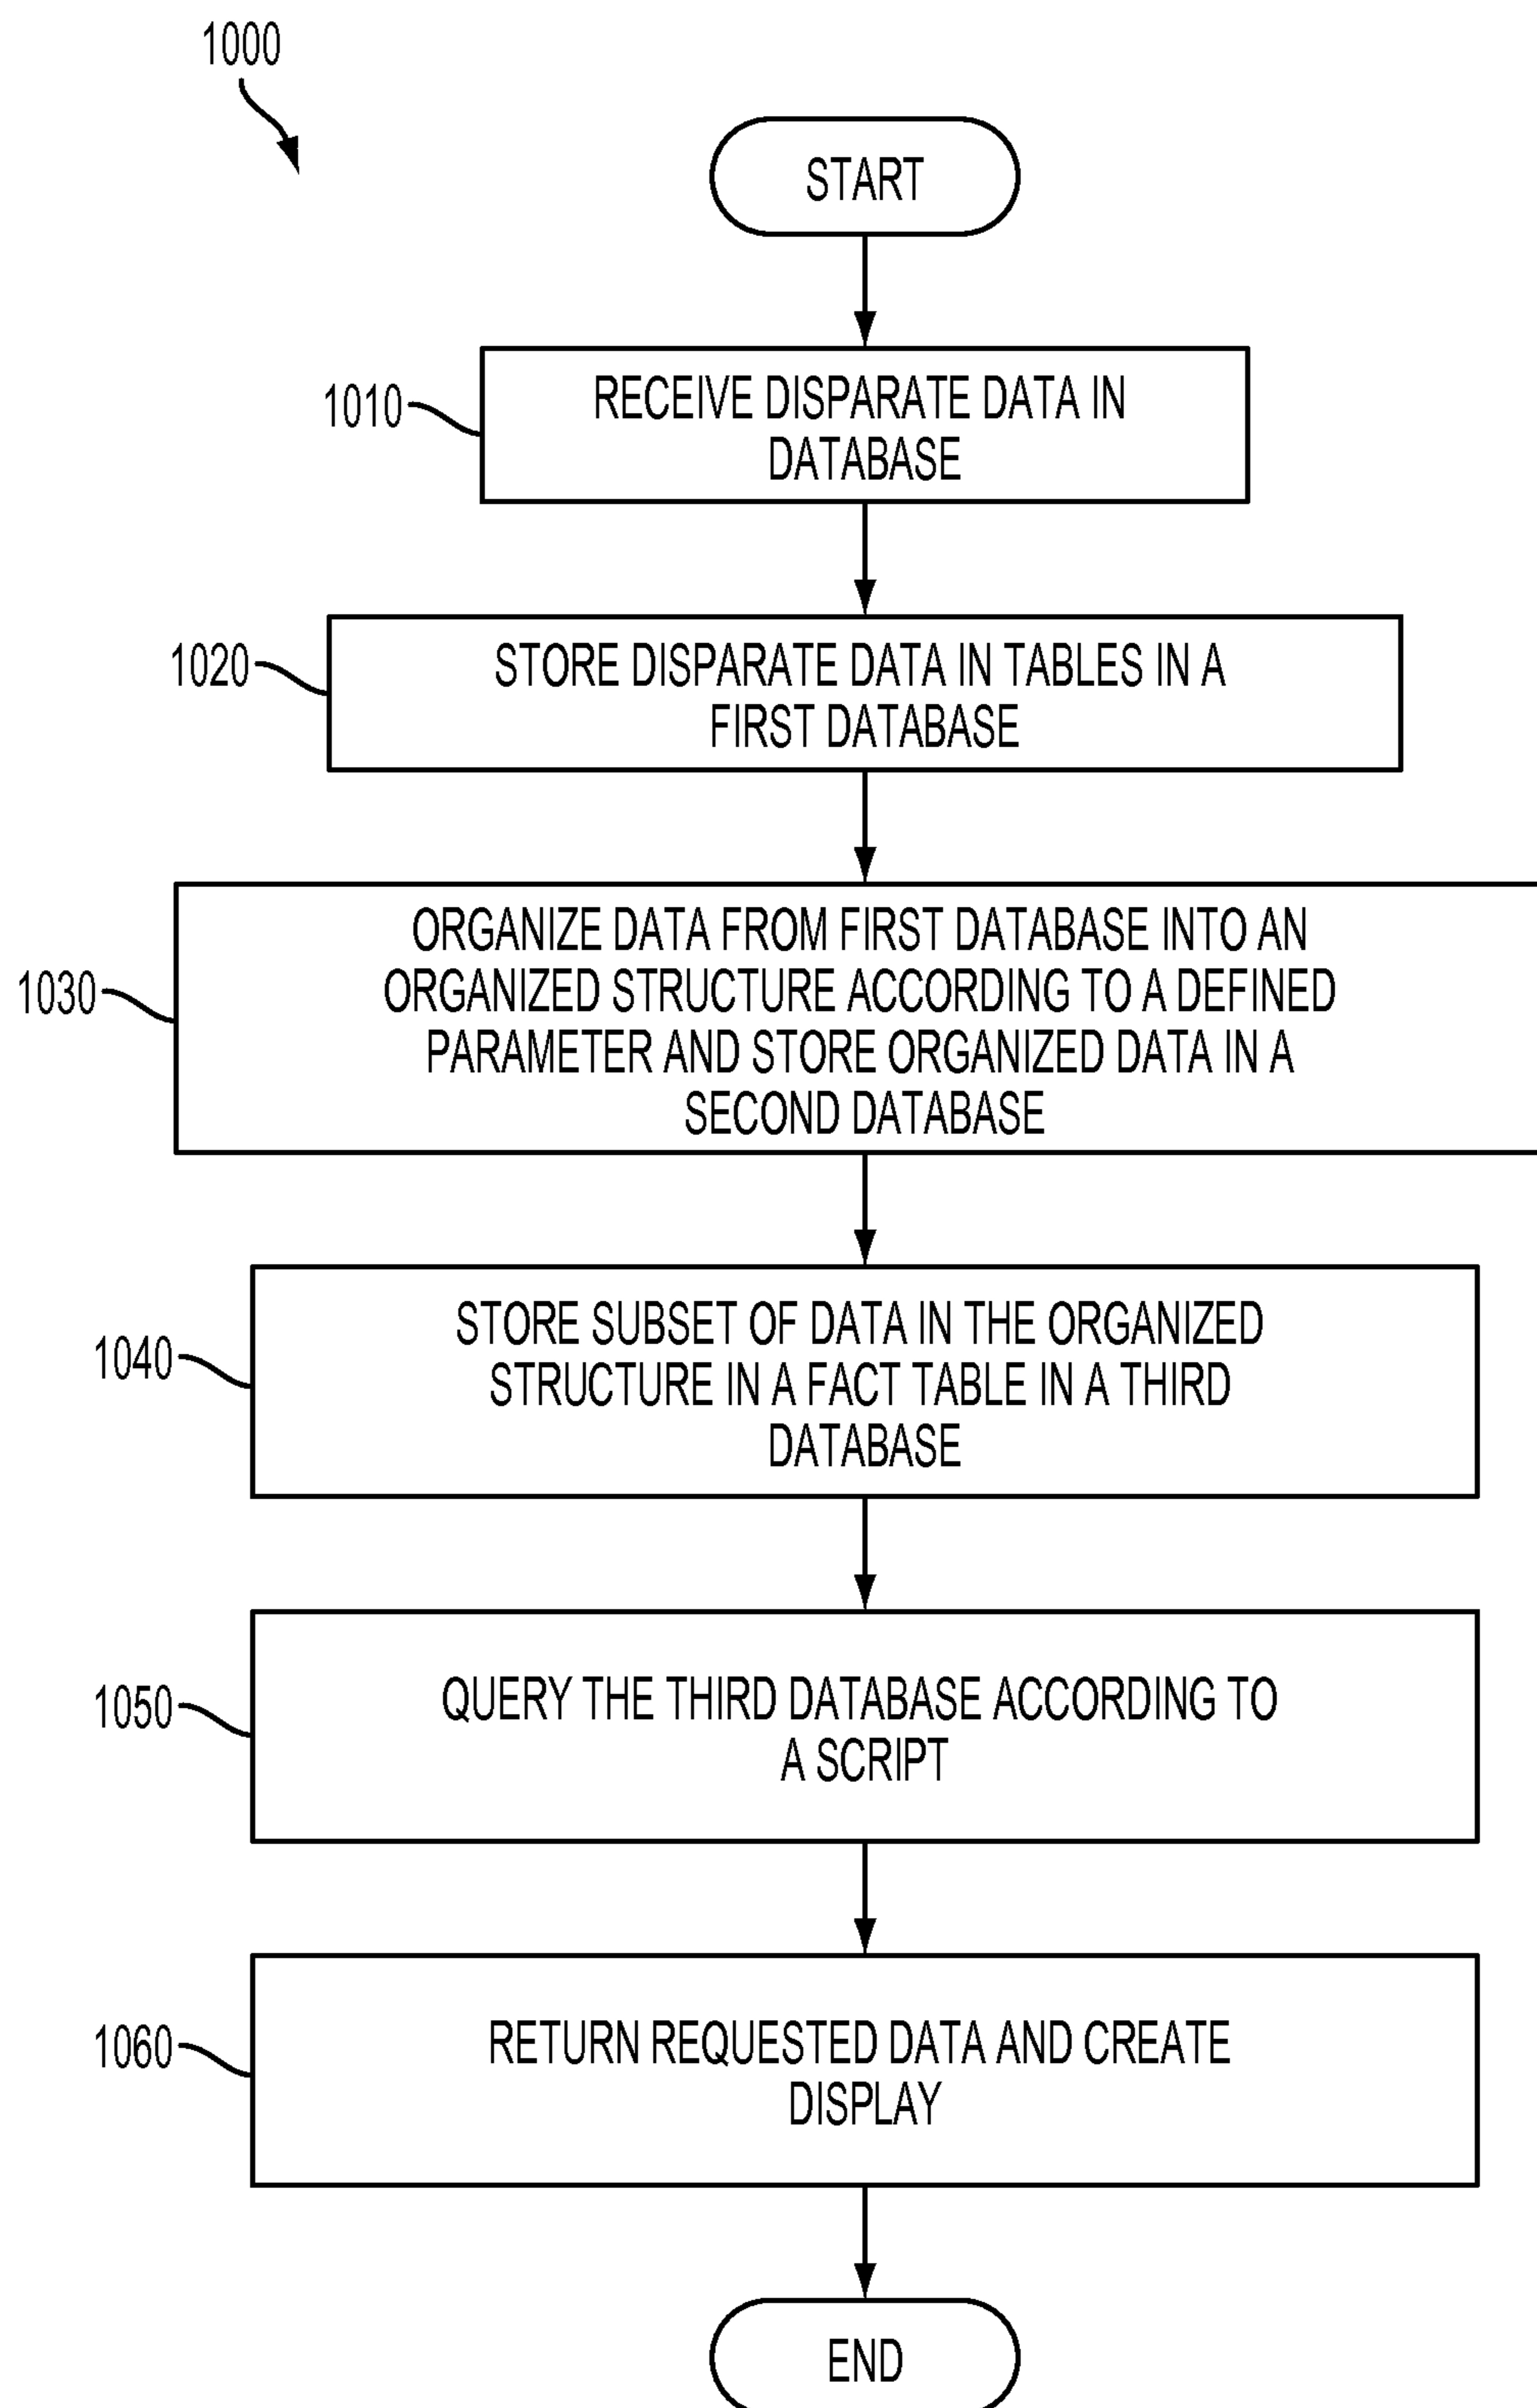 1000
START
1010
RECEIVE DISPARATE DATA IN
DATABASE
1020
STORE DISPARATE DATA IN TABLES IN A
FIRST DATABASE
1030
ORGANIZE DATA FROM FIRST DATABASE INTO AN
ORGANIZED STRUCTURE ACCORDING TO A DEFINED
PARAMETER AND STORE ORGANIZED DATA IN A
SECOND DATABASE
1040
STORE SUBSET OF DATA IN THE ORGANIZED
STRUCTURE IN A FACT TABLE IN A THIRD
DATABASE
1050
QUERY THE THIRD DATABASE ACCORDING TO
A SCRIPT
1060
RETURN REQUESTED DATA AND CREATE
DISPLAY
END